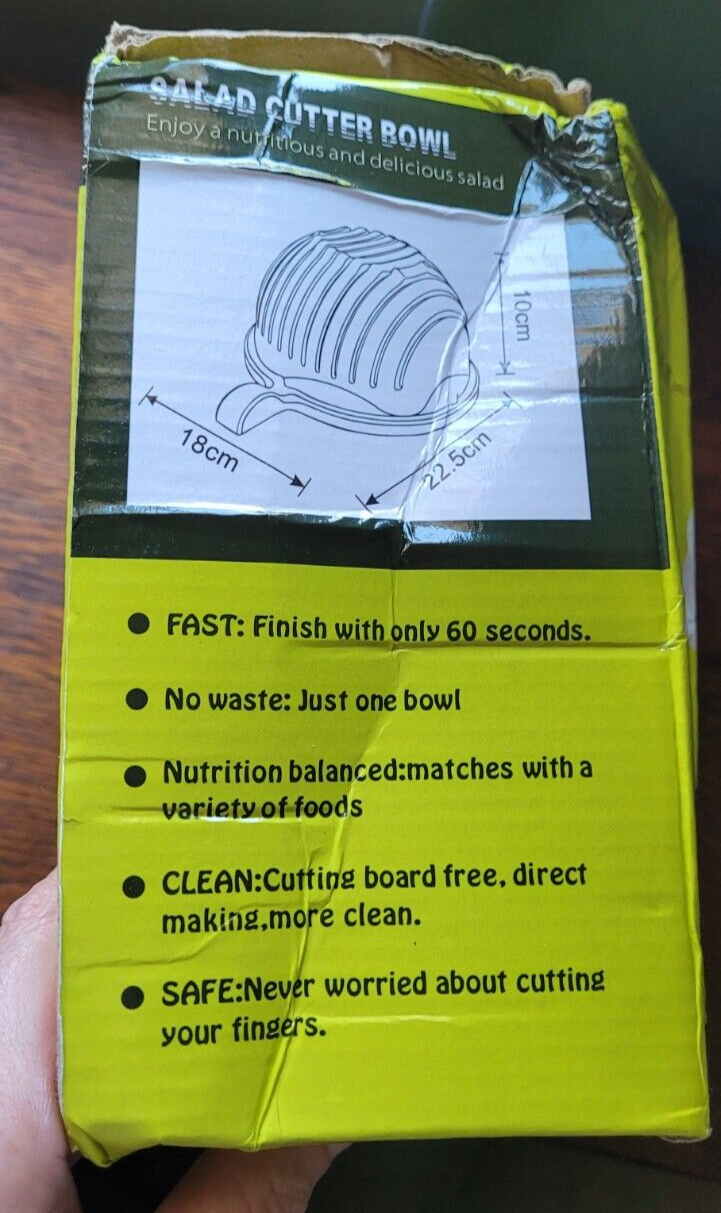 SALAD CUTTER BOWL
Enjoy a nutritious and delicious salad
10cm
18cm
22.5cm
● FAST: Finish with only 60 seconds.
● No waste: Just one bowl
● Nutrition balanced:matches with a
variety of foods
● CLEAN:Cutting board free, direct
making,more clean.
● SAFE:Never worried about cutting
your fingers.